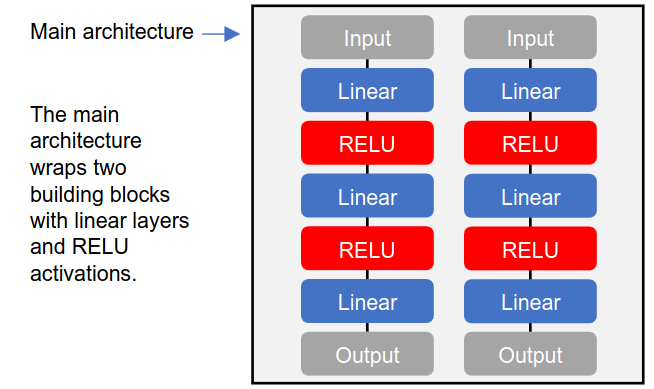 Main architecture
The main
architecture
wraps two
building blocks
with linear layers
and RELU
activations.
Input
Linear
RELU
Linear
RELU
Linear
Output
Input
Linear
RELU
Linear
RELU
Linear
Output